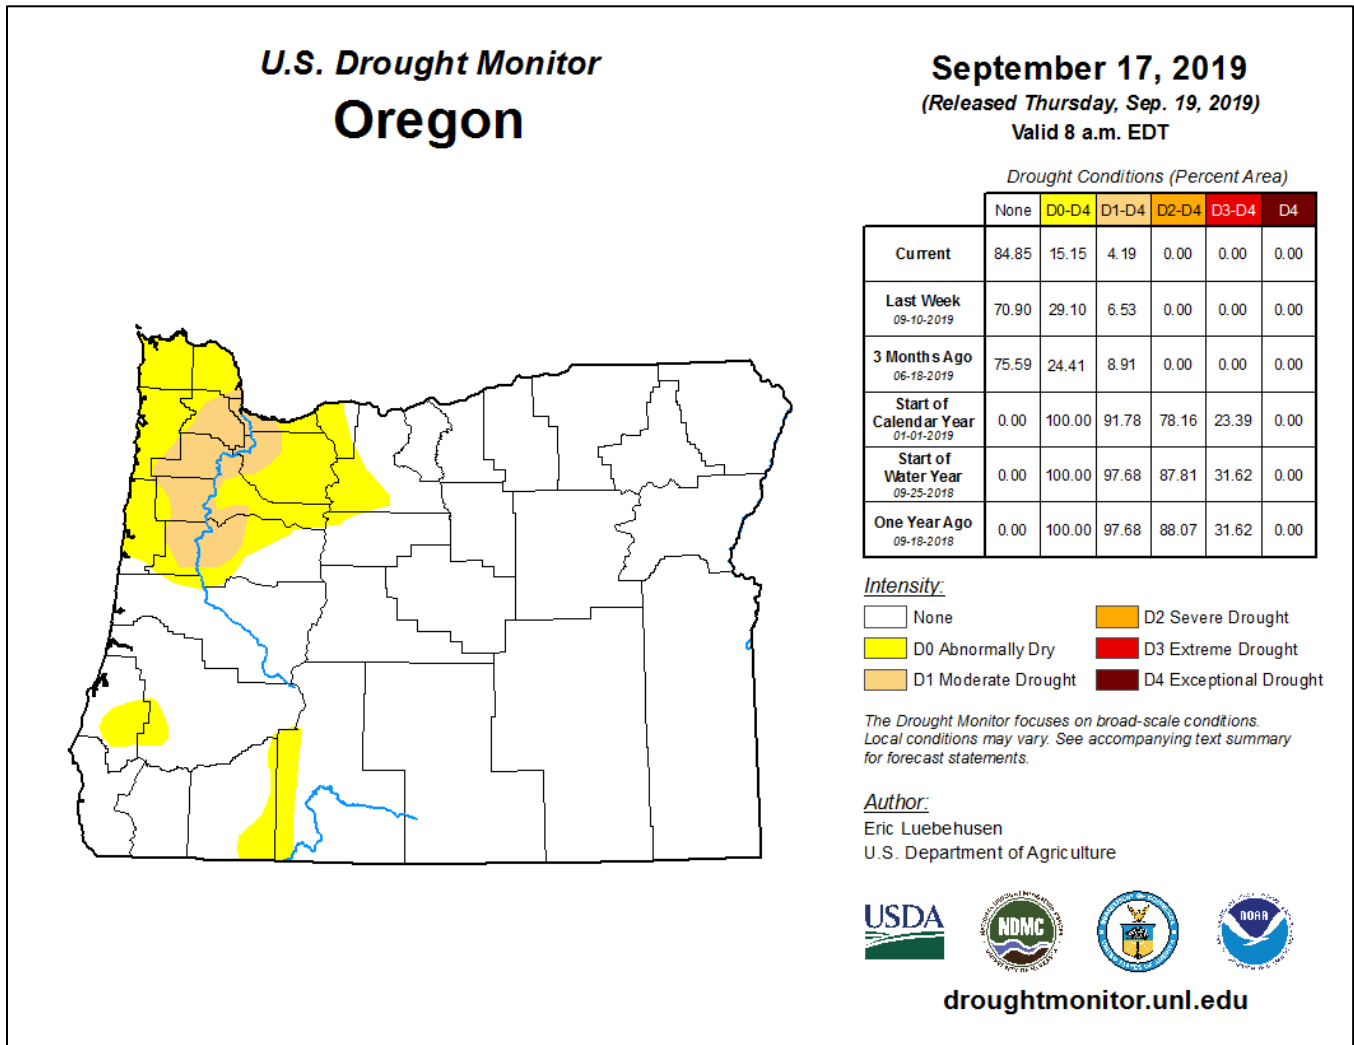 U.S. Drought Monitor
Oregon
September 17, 2019
(Released Thursday, Sep. 19, 2019)
Valid 8 a.m. EDT
Drought Conditions (Percent Area)
None D0-D4 D1-D4 D2-D4 D3-D4 D4
Current 84.85 15.15 4.19 0.00 0.00 0.00
Last Week
09-10-2019 70.90 29.10 6.53 0.00 0.00 0.00
3 Months Ago
06-18-2019 75.59 24.41 8.91 0.00 0.00 0.00
Start of
Calendar Year
01-01-2019 0.00 100.00 91.78 78.16 23.39 0.00
Start of
Water Year
09-25-2018 0.00 100.00 97.68 87.81 31.62 0.00
One Year Ago
09-18-2018 0.00 100.00 97.68 88.07 31.62 0.00
Intensity:
None
D0 Abnormally Dry
D1 Moderate Drought
D2 Severe Drought
D3 Extreme Drought
D4 Exceptional Drought
The Drought Monitor focuses on broad-scale conditions.
Local conditions may vary. See accompanying text summary
for forecast statements.
Author:
Eric Luebehusen
U.S. Department of Agriculture
USDA
NDMC
NOAA
droughtmonitor.unl.edu